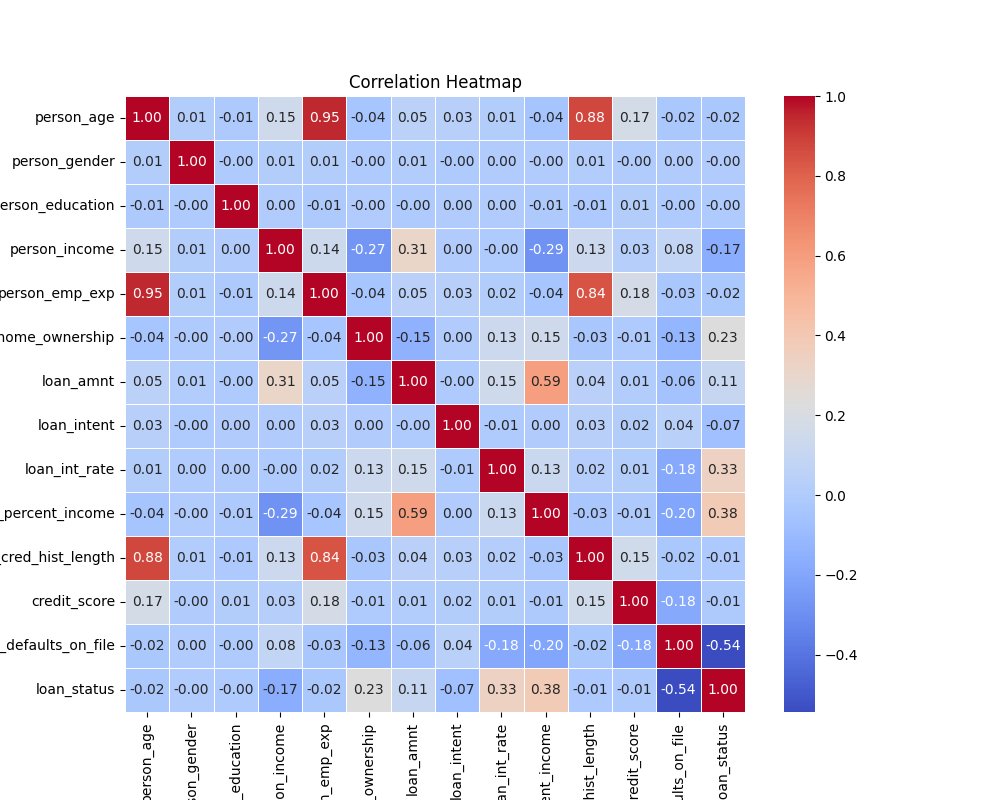 Correlation Heatmap
person_age 1.00 0.01 -0.01 0.15 0.95 -0.04 0.05 0.03 0.01 -0.04 0.88 0.17 -0.02 -0.02
person_gender 0.01 1.00 -0.00 0.01 0.01 -0.00 0.01 -0.00 0.00 -0.00 0.01 -0.00 0.00 -0.00
erson_education -0.01 -0.00 1.00 0.00 -0.01 -0.00 -0.00 0.00 0.00 -0.01 -0.01 0.01 -0.00 -0.00
person_income 0.15 0.01 0.00 1.00 0.14 -0.27 0.31 0.00 -0.00 -0.29 0.13 0.03 0.08 -0.17
person_emp_exp 0.95 0.01 -0.01 0.14 1.00 -0.04 0.05 0.03 0.02 -0.04 0.84 0.18 -0.03 -0.02
home_ownership -0.04 -0.00 -0.00 -0.27 -0.04 1.00 -0.15 0.00 0.13 0.15 -0.03 -0.01 -0.13 0.23
loan_amnt 0.05 0.01 -0.00 0.31 0.05 -0.15 1.00 -0.00 0.15 0.59 0.04 0.01 -0.06 0.11
loan_intent 0.03 -0.00 0.00 0.00 0.03 0.00 -0.00 1.00 -0.01 0.00 0.03 0.02 0.04 -0.07
loan_int_rate 0.01 0.00 0.00 -0.00 0.02 0.13 0.15 -0.01 1.00 0.13 0.02 0.01 -0.18 0.33
_percent_income -0.04 -0.00 -0.01 -0.29 -0.04 0.15 0.59 0.00 0.13 1.00 -0.03 -0.01 -0.20 0.38
_cred_hist_length 0.88 0.01 -0.01 0.13 0.84 -0.03 0.04 0.03 0.02 -0.03 1.00 0.15 -0.02 -0.01
credit_score 0.17 -0.00 0.01 0.03 0.18 -0.01 0.01 0.02 0.01 -0.01 0.15 1.00 -0.18 -0.01
_defaults_on_file -0.02 0.00 -0.00 0.08 -0.03 -0.13 -0.06 0.04 -0.18 -0.20 -0.02 -0.18 1.00 -0.54
loan_status -0.02 -0.00 -0.00 -0.17 -0.02 0.23 0.11 -0.07 0.33 0.38 -0.01 -0.01 -0.54 1.00
person_age
son_gender
_education
on_income
n_emp_exp
_ownership
loan_amnt
loan_intent
an_int_rate
ent_income
hist_length
redit_score
ults_on_file
oan_status
1.0
0.8
0.6
0.4
0.2
0.0
−0.2
−0.4